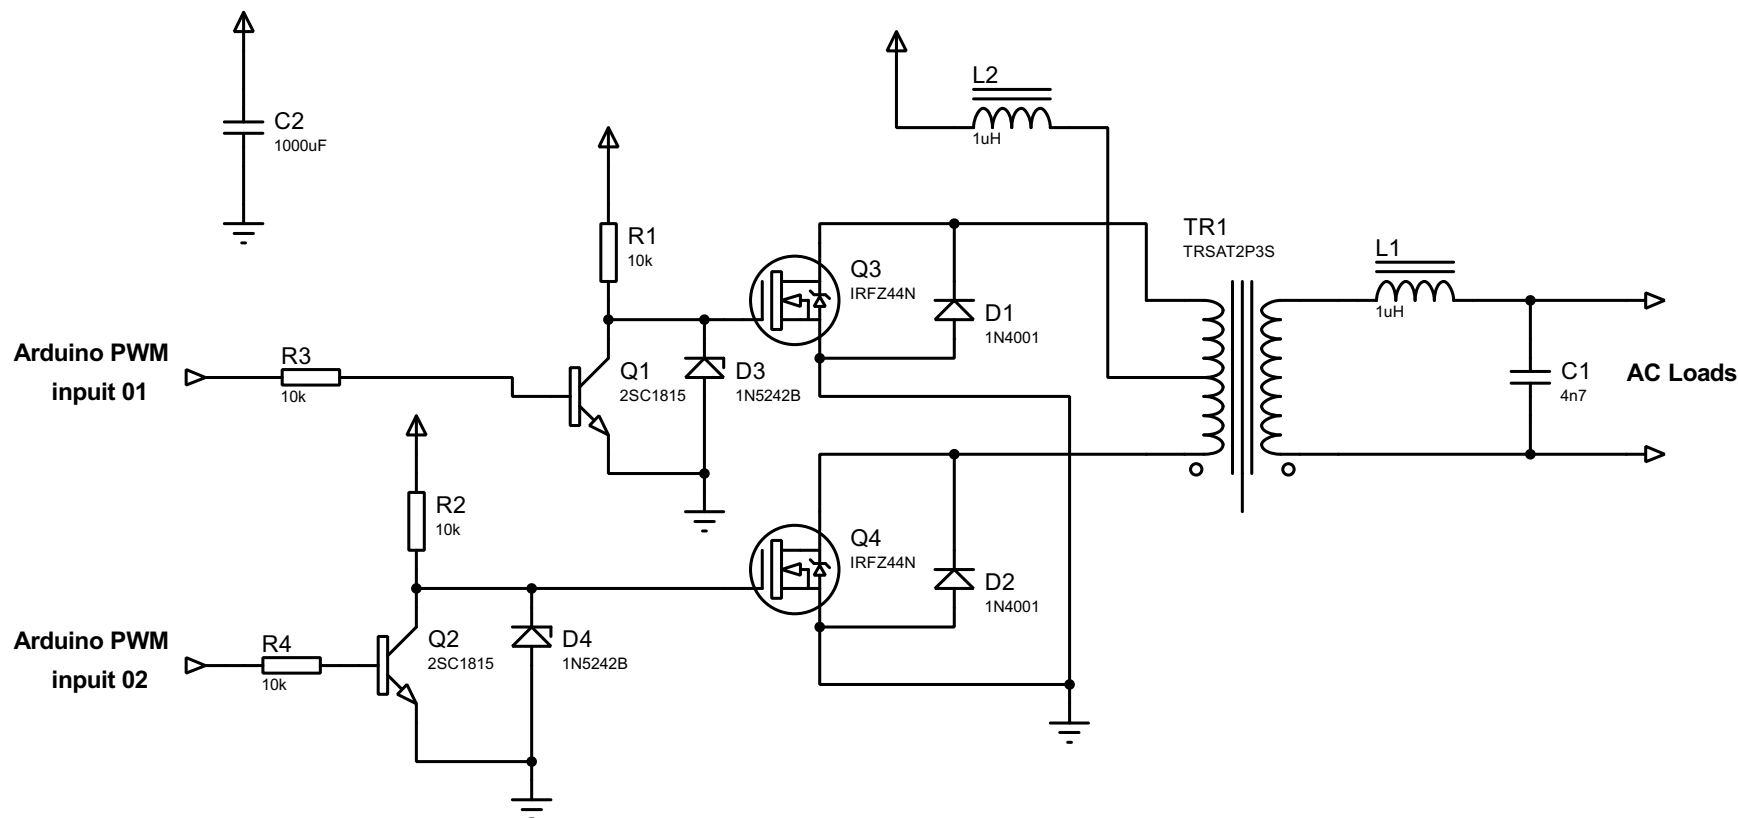 C2
1000uF
L2
1uH
R1
10k
Q3
IRFZ44N
D1
1N4001
TR1
TRSAT2P3S
L1
1uH
Arduino PWM
inpuit 01
R3
10k
Q1
2SC1815
D3
1N5242B
C1
4n7
AC Loads
R2
10k
Q4
IRFZ44N
D2
1N4001
Arduino PWM
inpuit 02
R4
10k
Q2
2SC1815
D4
1N5242B